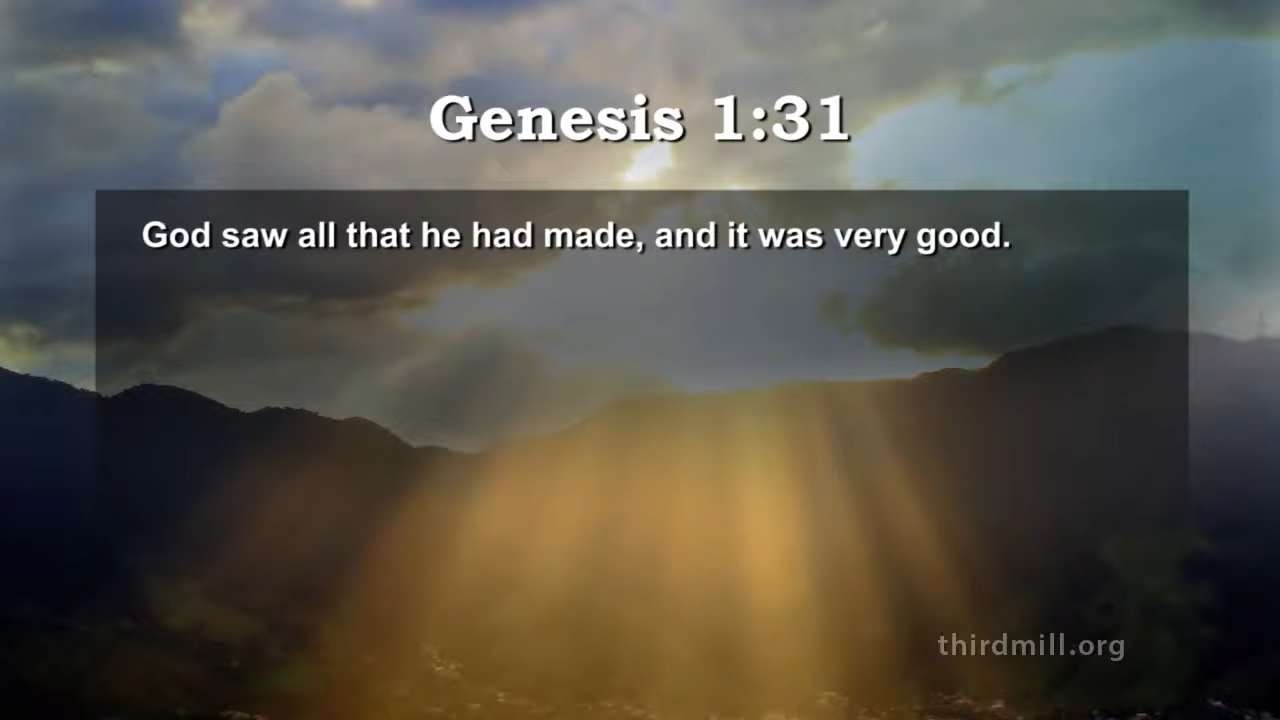 Genesis 1:31
God saw all that he had made, and it was very good.
thirdmill.org